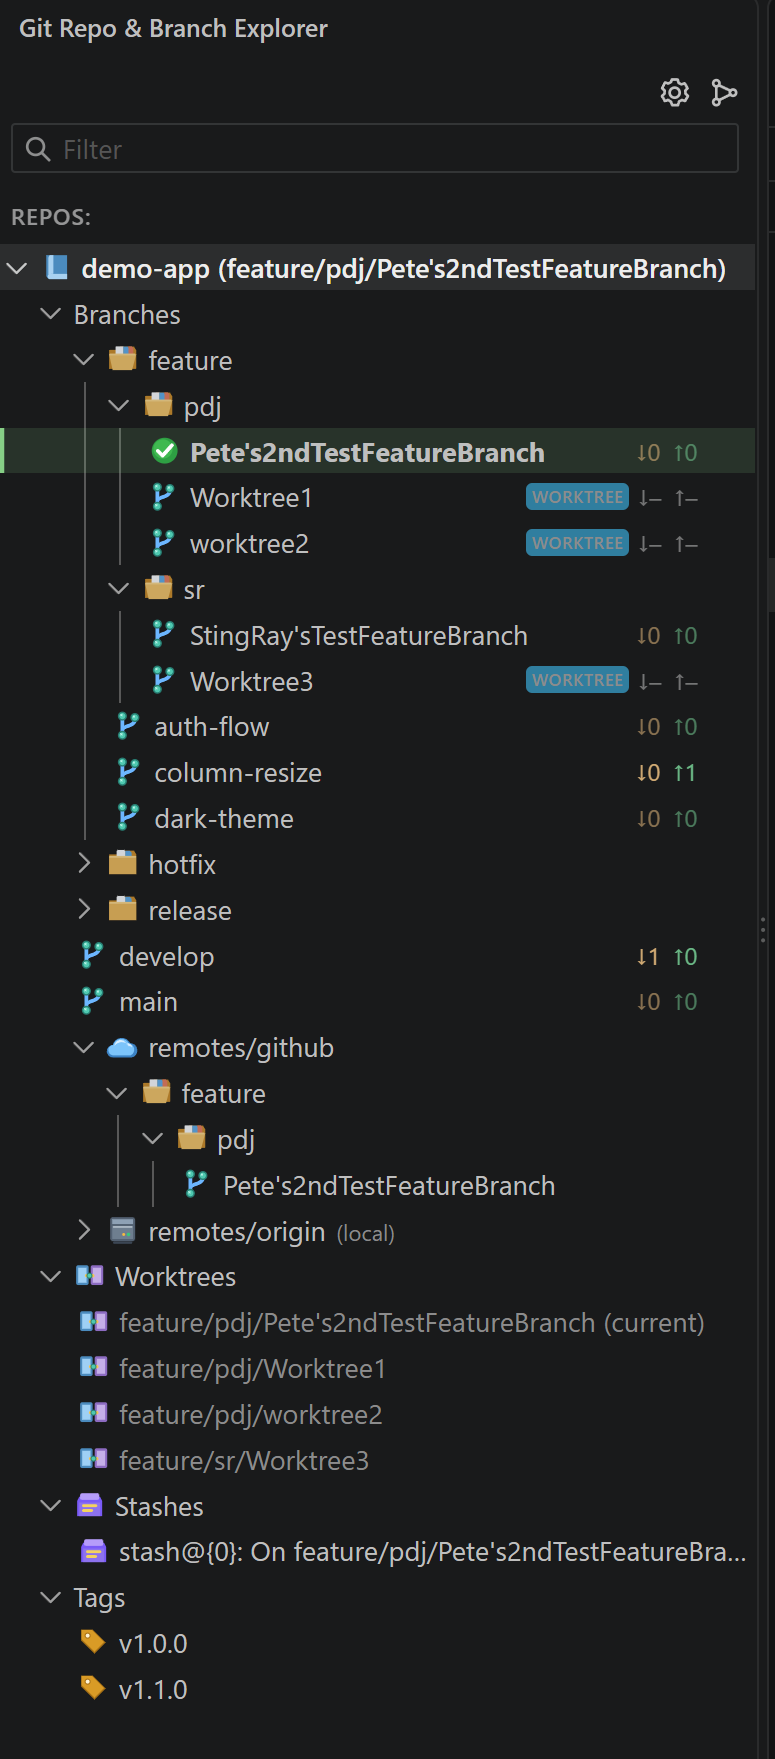 Git Repo & Branch Explorer
Filter
REPOS:
demo-app (feature/pdj/Pete's2ndTestFeatureBranch)
Branches
feature
pdj
Pete's2ndTestFeatureBranch ↓0 ↑0
Worktree1 WORKTREE ↓– ↑–
worktree2 WORKTREE ↓– ↑–
sr
StingRay'sTestFeatureBranch ↓0 ↑0
Worktree3 WORKTREE ↓– ↑–
auth-flow ↓0 ↑0
column-resize ↓0 ↑1
dark-theme ↓0 ↑0
hotfix
release
develop ↓1 ↑0
main ↓0 ↑0
remotes/github
feature
pdj
Pete's2ndTestFeatureBranch
remotes/origin (local)
Worktrees
feature/pdj/Pete's2ndTestFeatureBranch (current)
feature/pdj/Worktree1
feature/pdj/worktree2
feature/sr/Worktree3
Stashes
stash@{0}: On feature/pdj/Pete's2ndTestFeatureBra...
Tags
v1.0.0
v1.1.0